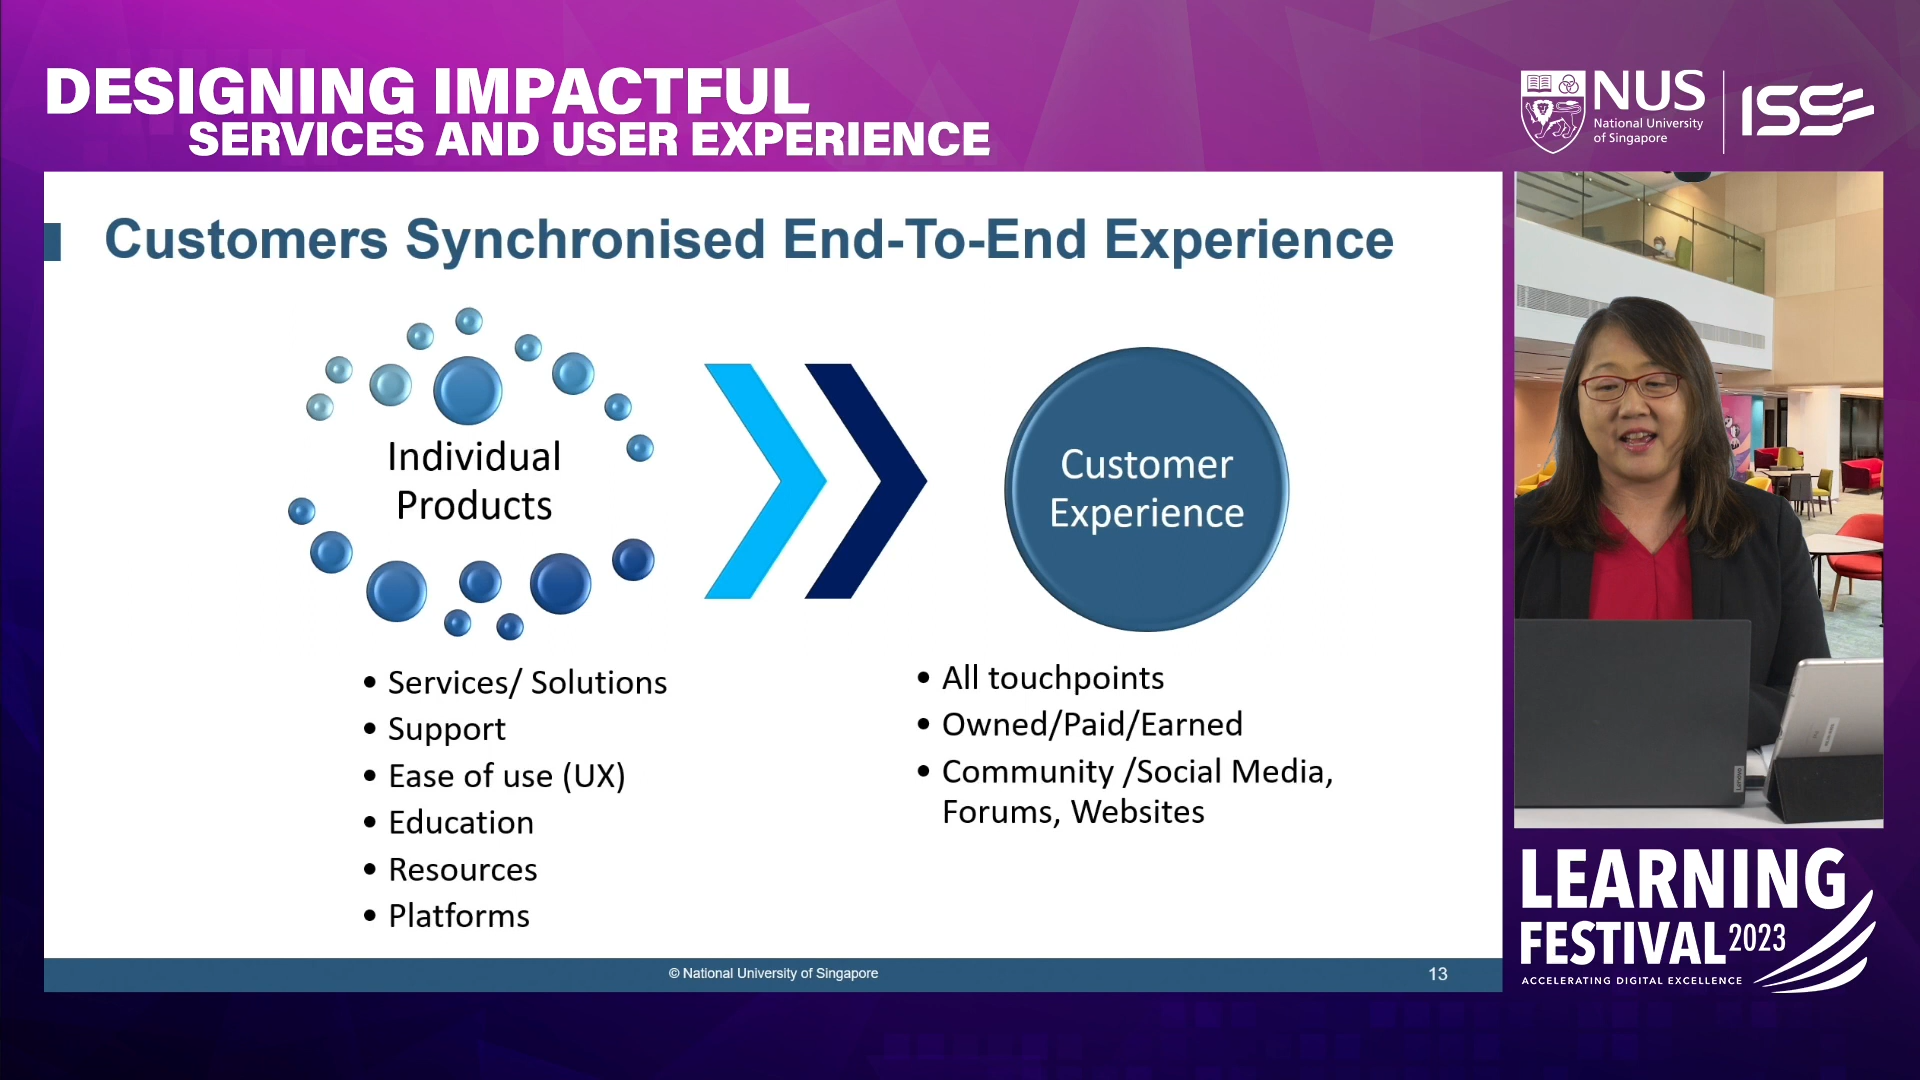 DESIGNING IMPACTFUL
SERVICES AND USER EXPERIENCE
NUS
National University
of Singapore
ISS
Customers Synchronised End-To-End Experience
Individual
Products
Customer
Experience
• Services/ Solutions
• Support
• Ease of use (UX)
• Education
• Resources
• Platforms
• All touchpoints
• Owned/Paid/Earned
• Community /Social Media,
Forums, Websites
© National University of Singapore
13
Lenovo
LEARNING
FESTIVAL 2023
ACCELERATING DIGITAL EXCELLENCE